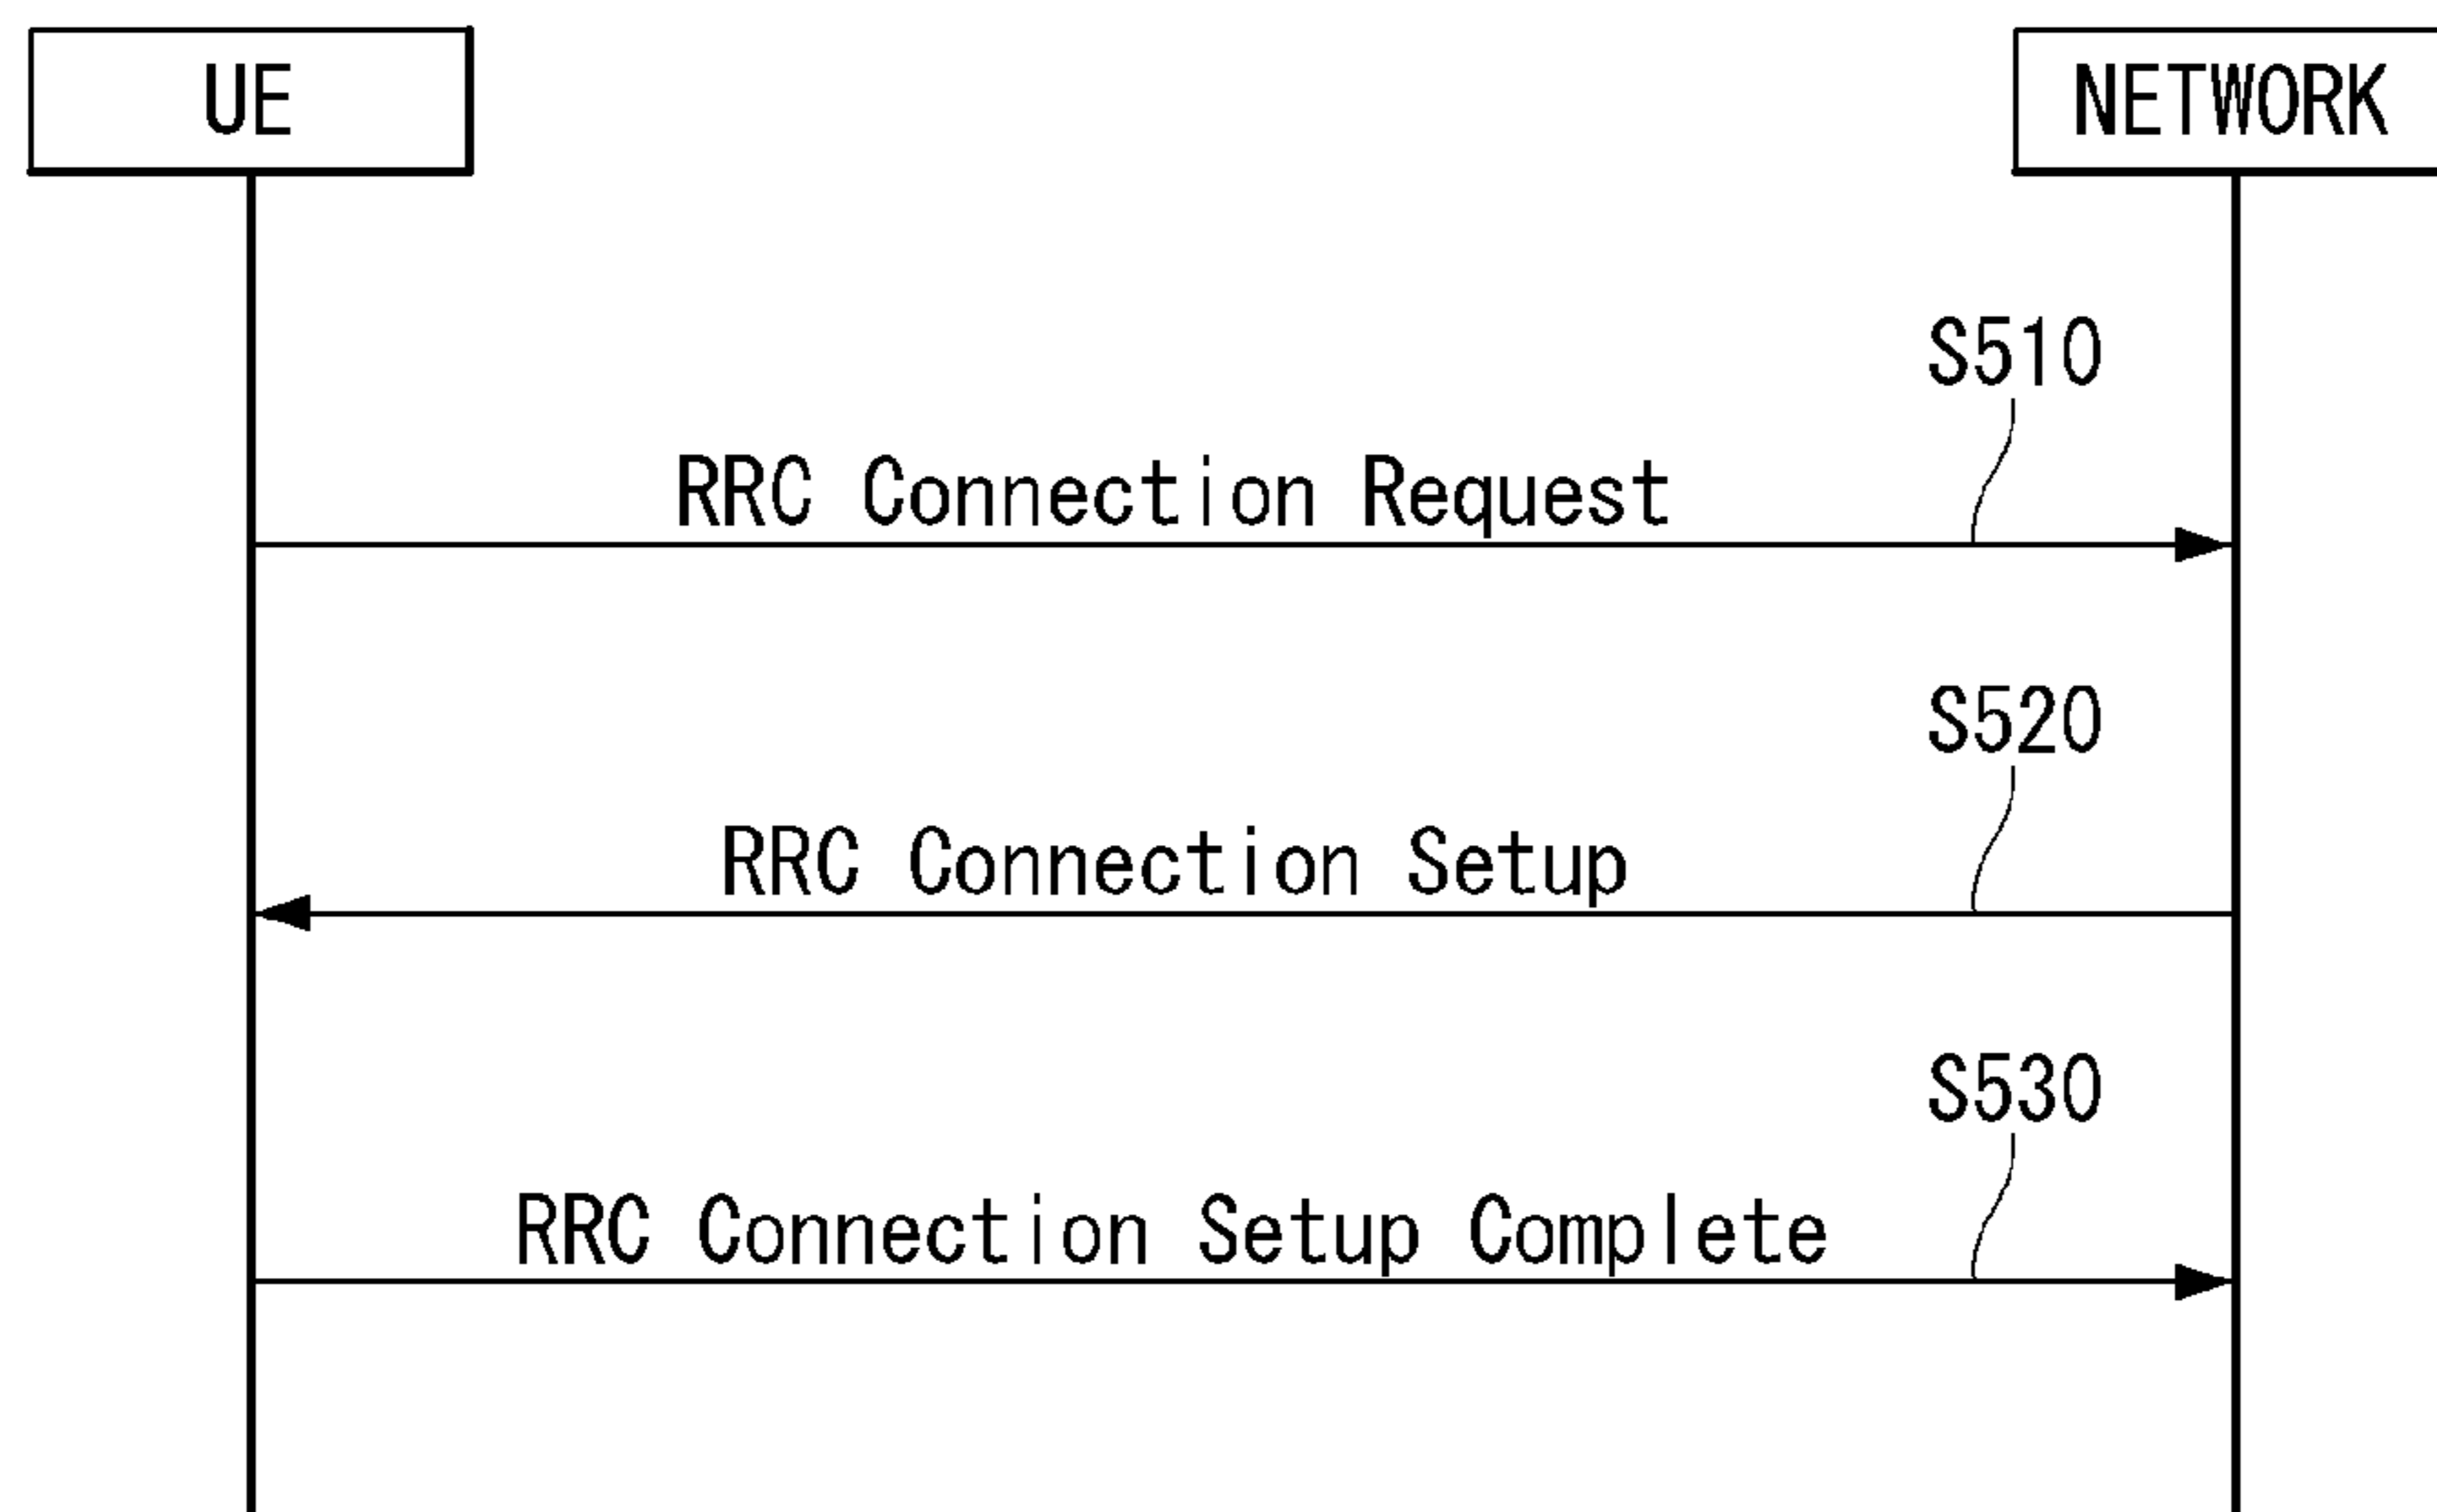 UE
NETWORK
S510
RRC Connection Request
S520
RRC Connection Setup
S530
RRC Connection Setup Complete